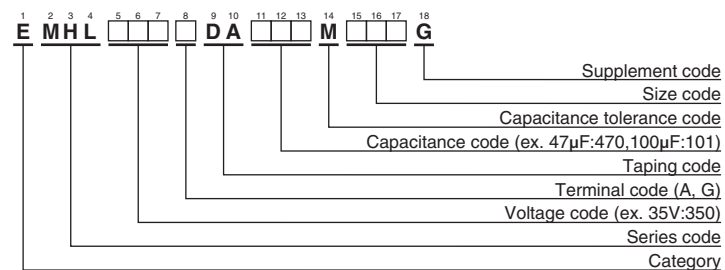 1 2 3 4 5 6 7 8 9 10 11 12 13 14 15 16 17 18
E M H L □ □ □ □ D A □ □ □ M □ □ □ G
Supplement code
Size code
Capacitance tolerance code
Capacitance code (ex. 47µF:470,100µF:101)
Taping code
Terminal code (A, G)
Voltage code (ex. 35V:350)
Series code
Category